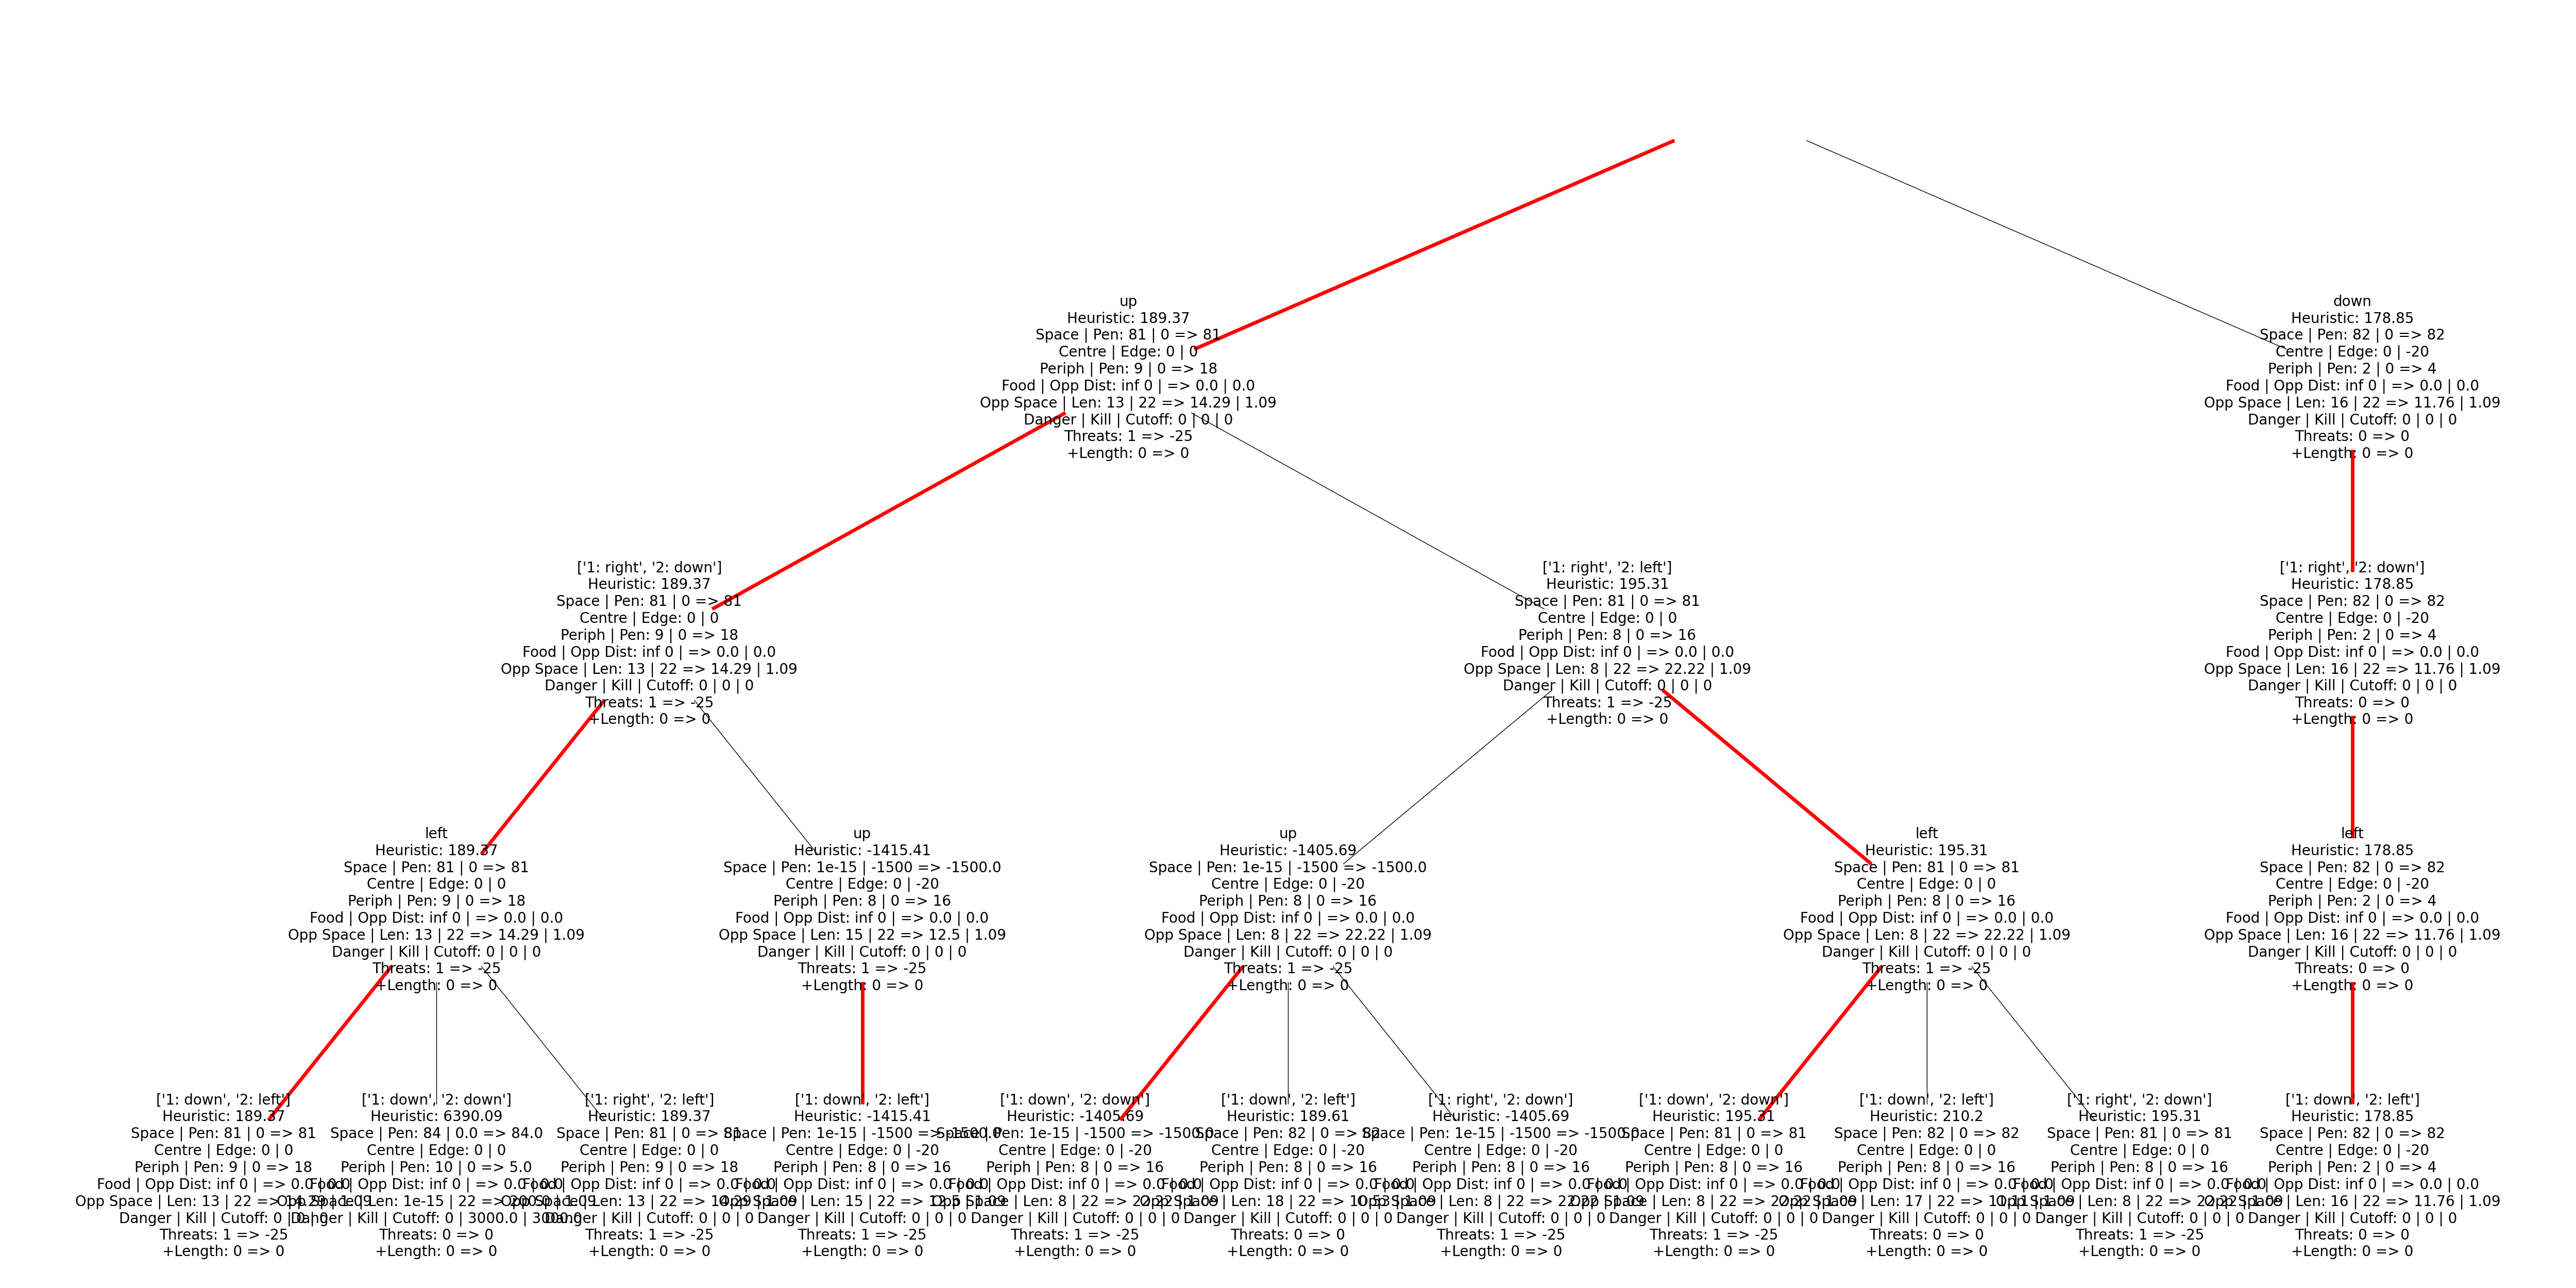 up
Heuristic: 189.37
Space | Pen: 81 | 0 => 81
Centre | Edge: 0 | 0
Periph | Pen: 9 | 0 => 18
Food | Opp Dist: inf 0 | => 0.0 | 0.0
Opp Space | Len: 13 | 22 => 14.29 | 1.09
Danger | Kill | Cutoff: 0 | 0 | 0
Threats: 1 => -25
+Length: 0 => 0
down
Heuristic: 178.85
Space | Pen: 82 | 0 => 82
Centre | Edge: 0 | -20
Periph | Pen: 2 | 0 => 4
Food | Opp Dist: inf 0 | => 0.0 | 0.0
Opp Space | Len: 16 | 22 => 11.76 | 1.09
Danger | Kill | Cutoff: 0 | 0 | 0
Threats: 0 => 0
+Length: 0 => 0
['1: right', '2: down']
Heuristic: 189.37
Space | Pen: 81 | 0 => 81
Centre | Edge: 0 | 0
Periph | Pen: 9 | 0 => 18
Food | Opp Dist: inf 0 | => 0.0 | 0.0
Opp Space | Len: 13 | 22 => 14.29 | 1.09
Danger | Kill | Cutoff: 0 | 0 | 0
Threats: 1 => -25
+Length: 0 => 0
['1: right', '2: left']
Heuristic: 195.31
Space | Pen: 81 | 0 => 81
Centre | Edge: 0 | 0
Periph | Pen: 8 | 0 => 16
Food | Opp Dist: inf 0 | => 0.0 | 0.0
Opp Space | Len: 8 | 22 => 22.22 | 1.09
Danger | Kill | Cutoff: 0 | 0 | 0
Threats: 1 => -25
+Length: 0 => 0
['1: right', '2: down']
Heuristic: 178.85
Space | Pen: 82 | 0 => 82
Centre | Edge: 0 | -20
Periph | Pen: 2 | 0 => 4
Food | Opp Dist: inf 0 | => 0.0 | 0.0
Opp Space | Len: 16 | 22 => 11.76 | 1.09
Danger | Kill | Cutoff: 0 | 0 | 0
Threats: 0 => 0
+Length: 0 => 0
left
Heuristic: 189.37
Space | Pen: 81 | 0 => 81
Centre | Edge: 0 | 0
Periph | Pen: 9 | 0 => 18
Food | Opp Dist: inf 0 | => 0.0 | 0.0
Opp Space | Len: 13 | 22 => 14.29 | 1.09
Danger | Kill | Cutoff: 0 | 0 | 0
Threats: 1 => -25
+Length: 0 => 0
up
Heuristic: -1415.41
Space | Pen: 1e-15 | -1500 => -1500.0
Centre | Edge: 0 | -20
Periph | Pen: 8 | 0 => 16
Food | Opp Dist: inf 0 | => 0.0 | 0.0
Opp Space | Len: 15 | 22 => 12.5 | 1.09
Danger | Kill | Cutoff: 0 | 0 | 0
Threats: 1 => -25
+Length: 0 => 0
up
Heuristic: -1405.69
Space | Pen: 1e-15 | -1500 => -1500.0
Centre | Edge: 0 | -20
Periph | Pen: 8 | 0 => 16
Food | Opp Dist: inf 0 | => 0.0 | 0.0
Opp Space | Len: 8 | 22 => 22.22 | 1.09
Danger | Kill | Cutoff: 0 | 0 | 0
Threats: 1 => -25
+Length: 0 => 0
left
Heuristic: 195.31
Space | Pen: 81 | 0 => 81
Centre | Edge: 0 | 0
Periph | Pen: 8 | 0 => 16
Food | Opp Dist: inf 0 | => 0.0 | 0.0
Opp Space | Len: 8 | 22 => 22.22 | 1.09
Danger | Kill | Cutoff: 0 | 0 | 0
Threats: 1 => -25
+Length: 0 => 0
left
Heuristic: 178.85
Space | Pen: 82 | 0 => 82
Centre | Edge: 0 | -20
Periph | Pen: 2 | 0 => 4
Food | Opp Dist: inf 0 | => 0.0 | 0.0
Opp Space | Len: 16 | 22 => 11.76 | 1.09
Danger | Kill | Cutoff: 0 | 0 | 0
Threats: 0 => 0
+Length: 0 => 0
['1: down', '2: left']
Heuristic: 189.37
Space | Pen: 81 | 0 => 81
Centre | Edge: 0 | 0
Periph | Pen: 9 | 0 => 18
Food | Opp Dist: inf 0 | => 0.0 | 0.0
Opp Space | Len: 13 | 22 => 14.29 | 1.09
Danger | Kill | Cutoff: 0 | 0 | 0
Threats: 1 => -25
+Length: 0 => 0
['1: down', '2: down']
Heuristic: 6390.09
Space | Pen: 84 | 0.0 => 84.0
Centre | Edge: 0 | 0
Periph | Pen: 10 | 0 => 5.0
Food | Opp Dist: inf 0 | => 0.0 | 0.0
Opp Space | Len: 1e-15 | 22 => 200.0 | 1.09
Danger | Kill | Cutoff: 0 | 3000.0 | 3000.0
Threats: 0 => 0
+Length: 0 => 0
['1: right', '2: left']
Heuristic: 189.37
Space | Pen: 81 | 0 => 81
Centre | Edge: 0 | 0
Periph | Pen: 9 | 0 => 18
Food | Opp Dist: inf 0 | => 0.0 | 0.0
Opp Space | Len: 13 | 22 => 14.29 | 1.09
Danger | Kill | Cutoff: 0 | 0 | 0
Threats: 1 => -25
+Length: 0 => 0
['1: down', '2: left']
Heuristic: -1415.41
Space | Pen: 1e-15 | -1500 => -1500.0
Centre | Edge: 0 | -20
Periph | Pen: 8 | 0 => 16
Food | Opp Dist: inf 0 | => 0.0 | 0.0
Opp Space | Len: 15 | 22 => 12.5 | 1.09
Danger | Kill | Cutoff: 0 | 0 | 0
Threats: 1 => -25
+Length: 0 => 0
['1: down', '2: down']
Heuristic: -1405.69
Space | Pen: 1e-15 | -1500 => -1500.0
Centre | Edge: 0 | -20
Periph | Pen: 8 | 0 => 16
Food | Opp Dist: inf 0 | => 0.0 | 0.0
Opp Space | Len: 8 | 22 => 22.22 | 1.09
Danger | Kill | Cutoff: 0 | 0 | 0
Threats: 1 => -25
+Length: 0 => 0
['1: down', '2: left']
Heuristic: 189.61
Space | Pen: 82 | 0 => 82
Centre | Edge: 0 | -20
Periph | Pen: 8 | 0 => 16
Food | Opp Dist: inf 0 | => 0.0 | 0.0
Opp Space | Len: 18 | 22 => 10.53 | 1.09
Danger | Kill | Cutoff: 0 | 0 | 0
Threats: 0 => 0
+Length: 0 => 0
['1: right', '2: down']
Heuristic: -1405.69
Space | Pen: 1e-15 | -1500 => -1500.0
Centre | Edge: 0 | -20
Periph | Pen: 8 | 0 => 16
Food | Opp Dist: inf 0 | => 0.0 | 0.0
Opp Space | Len: 8 | 22 => 22.22 | 1.09
Danger | Kill | Cutoff: 0 | 0 | 0
Threats: 1 => -25
+Length: 0 => 0
['1: down', '2: down']
Heuristic: 195.31
Space | Pen: 81 | 0 => 81
Centre | Edge: 0 | 0
Periph | Pen: 8 | 0 => 16
Food | Opp Dist: inf 0 | => 0.0 | 0.0
Opp Space | Len: 8 | 22 => 22.22 | 1.09
Danger | Kill | Cutoff: 0 | 0 | 0
Threats: 1 => -25
+Length: 0 => 0
['1: down', '2: left']
Heuristic: 210.2
Space | Pen: 82 | 0 => 82
Centre | Edge: 0 | 0
Periph | Pen: 8 | 0 => 16
Food | Opp Dist: inf 0 | => 0.0 | 0.0
Opp Space | Len: 17 | 22 => 11.11 | 1.09
Danger | Kill | Cutoff: 0 | 0 | 0
Threats: 0 => 0
+Length: 0 => 0
['1: right', '2: down']
Heuristic: 195.31
Space | Pen: 81 | 0 => 81
Centre | Edge: 0 | 0
Periph | Pen: 8 | 0 => 16
Food | Opp Dist: inf 0 | => 0.0 | 0.0
Opp Space | Len: 8 | 22 => 22.22 | 1.09
Danger | Kill | Cutoff: 0 | 0 | 0
Threats: 1 => -25
+Length: 0 => 0
['1: down', '2: left']
Heuristic: 178.85
Space | Pen: 82 | 0 => 82
Centre | Edge: 0 | -20
Periph | Pen: 2 | 0 => 4
Food | Opp Dist: inf 0 | => 0.0 | 0.0
Opp Space | Len: 16 | 22 => 11.76 | 1.09
Danger | Kill | Cutoff: 0 | 0 | 0
Threats: 0 => 0
+Length: 0 => 0